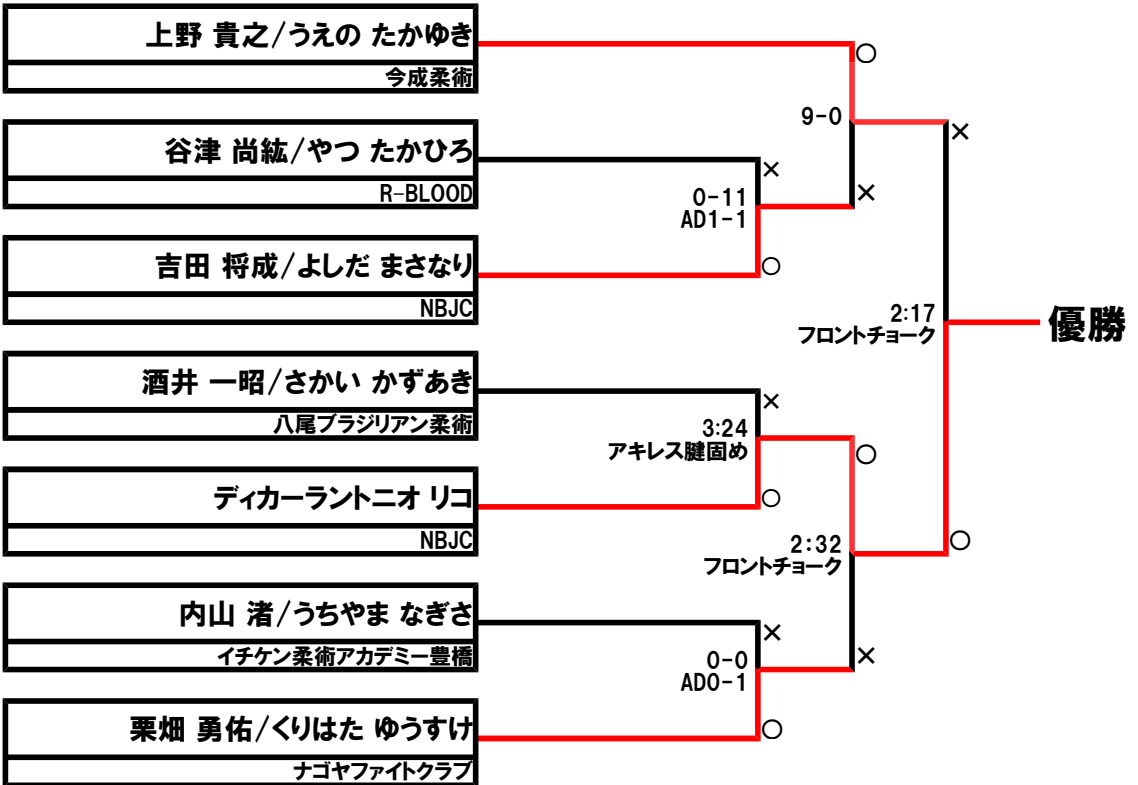 上野 貴之/うえの たかゆき
今成柔術
○
9-0
谷津 尚紘/やつ たかひろ
R-BLOOD
×
0-11
AD1-1
×
×
吉田 将成/よしだ まさなり
NBJC
○
2:17
フロントチョーク
優勝
酒井 一昭/さかい かずあき
八尾ブラジリアン柔術
×
3:24
アキレス腱固め
○
ディカーラントニオ リコ
NBJC
○
2:32
フロントチョーク
○
内山 渚/うちやま なぎさ
イチケン柔術アカデミー豊橋
×
0-0
AD0-1
×
栗畑 勇佑/くりはた ゆうすけ
ナゴヤファイトクラブ
○